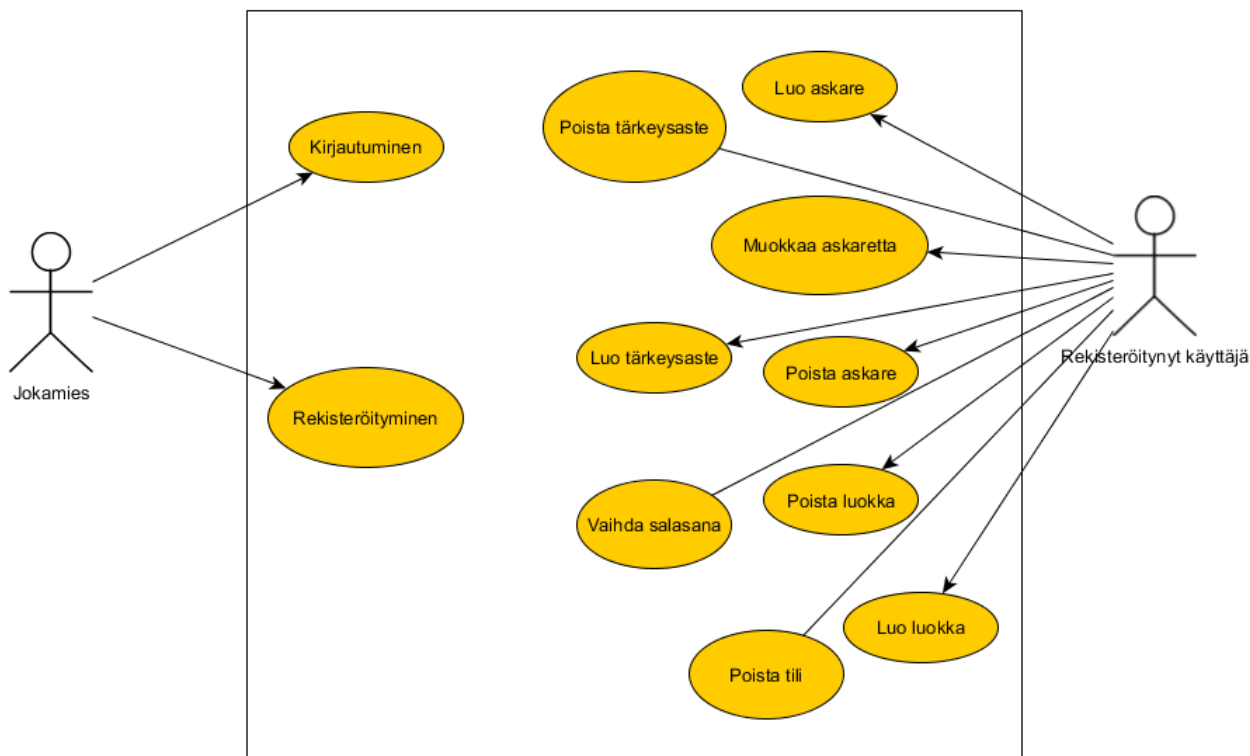 Luo askare
Poista tärkeysaste
Kirjautuminen
Muokkaa askaretta
Luo tärkeysaste
Poista askare
Rekisteröitynyt käyttäjä
Jokamies
Rekisteröityminen
Poista luokka
Vaihda salasana
Luo luokka
Poista tili